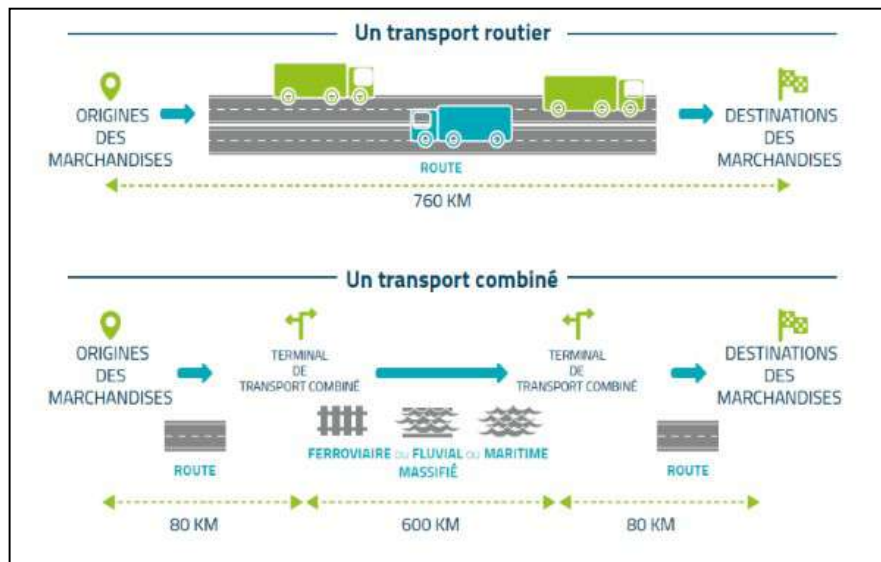 Un transport routier
ORIGINES
DES
MARCHANDISES
DESTINATIONS
DES
MARCHANDISES
ROUTE
760 KM
Un transport combiné
ORIGINES
DES
MARCHANDISES
TERMINAL
DE
TRANSPORT COMBINÉ
TERMINAL
DE
TRANSPORT COMBINÉ
DESTINATIONS
DES
MARCHANDISES
ROUTE
FERROVIAIRE OU FLUVIAL OU MARITIME
MASSIFIÉ
ROUTE
80 KM
600 KM
80 KM